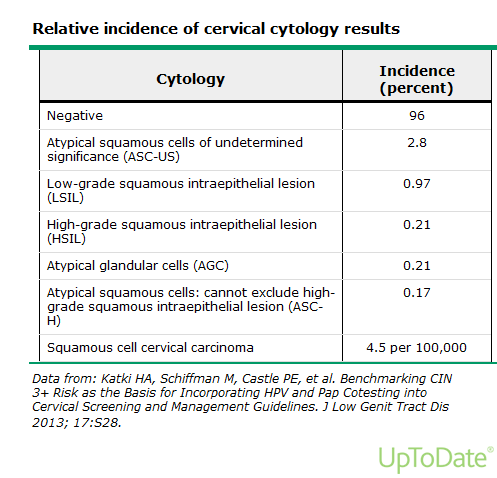 Relative incidence of cervical cytology results
Cytology
Incidence
(percent)
Negative
96
Atypical squamous cells of undetermined
significance (ASC-US)
2.8
Low-grade squamous intraepithelial lesion
(LSIL)
0.97
High-grade squamous intraepithelial lesion
(HSIL)
0.21
Atypical glandular cells (AGC)
0.21
Atypical squamous cells: cannot exclude high-
grade squamous intraepithelial lesion (ASC-
H)
0.17
Squamous cell cervical carcinoma
4.5 per 100,000
Data from: Katki HA, Schiffman M, Castle PE, et al. Benchmarking CIN
3+ Risk as the Basis for Incorporating HPV and Pap Cotesting into
Cervical Screening and Management Guidelines. J Low Genit Tract Dis
2013; 17:S28.
UpToDate®